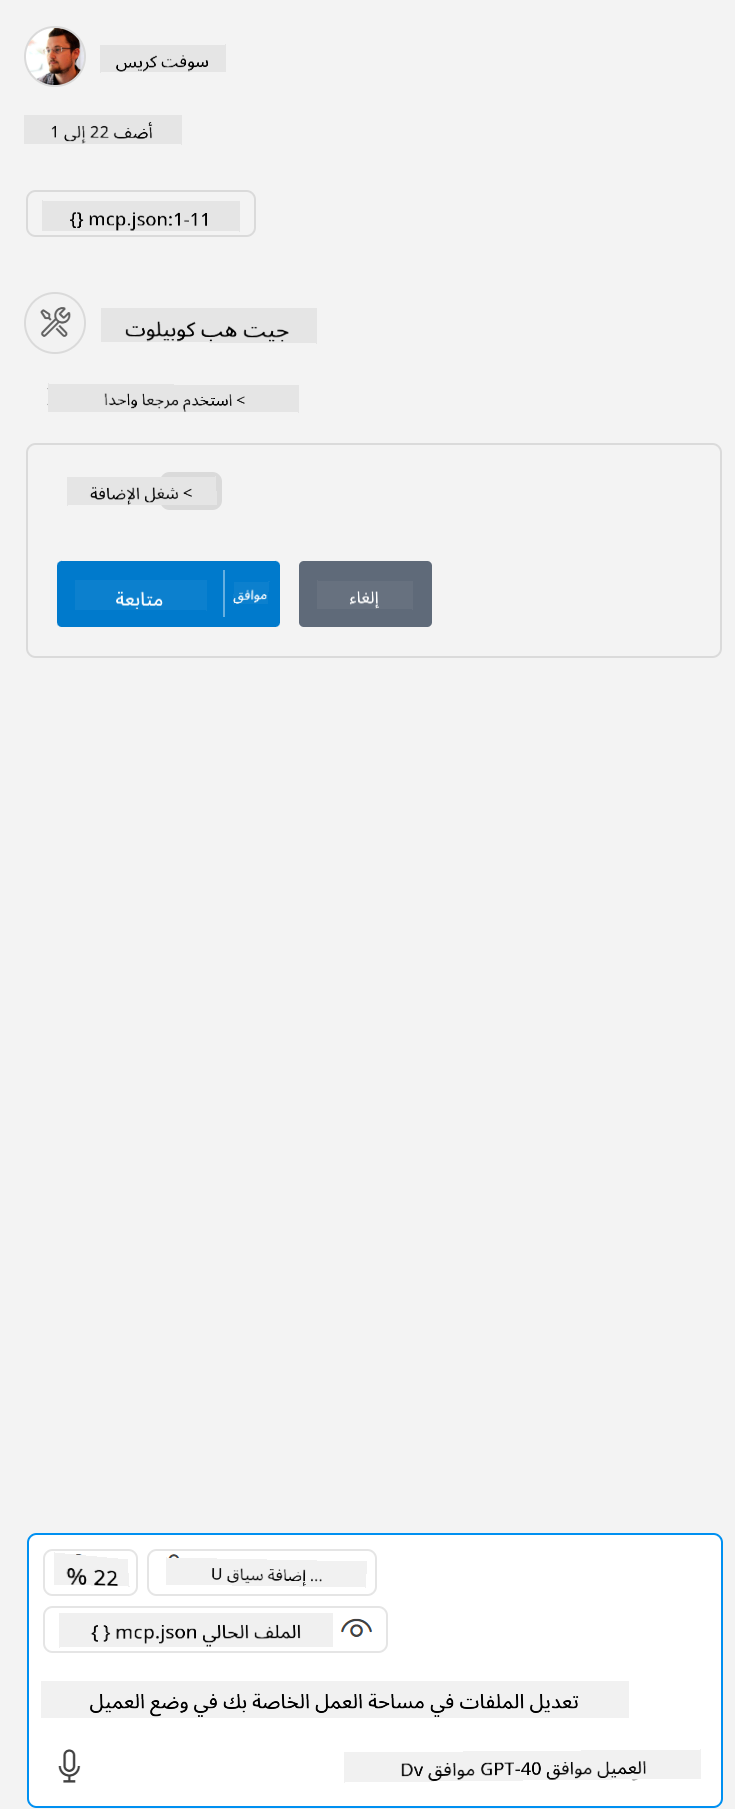 سوفت كريس
أضف 22 إلى 1
{} mcp.json:1-11
جيت هب كوبيلوت
> استخدم مرجعا واحدا
> شغل الإضافة
متابعة
موافق
إلغاء
% 22
... إضافة سياق U
{ } mcp.json الملف الحالي
تعديل الملفات في مساحة العمل الخاصة بك في وضع العميل
العميل موافق GPT-40 موافق Dv